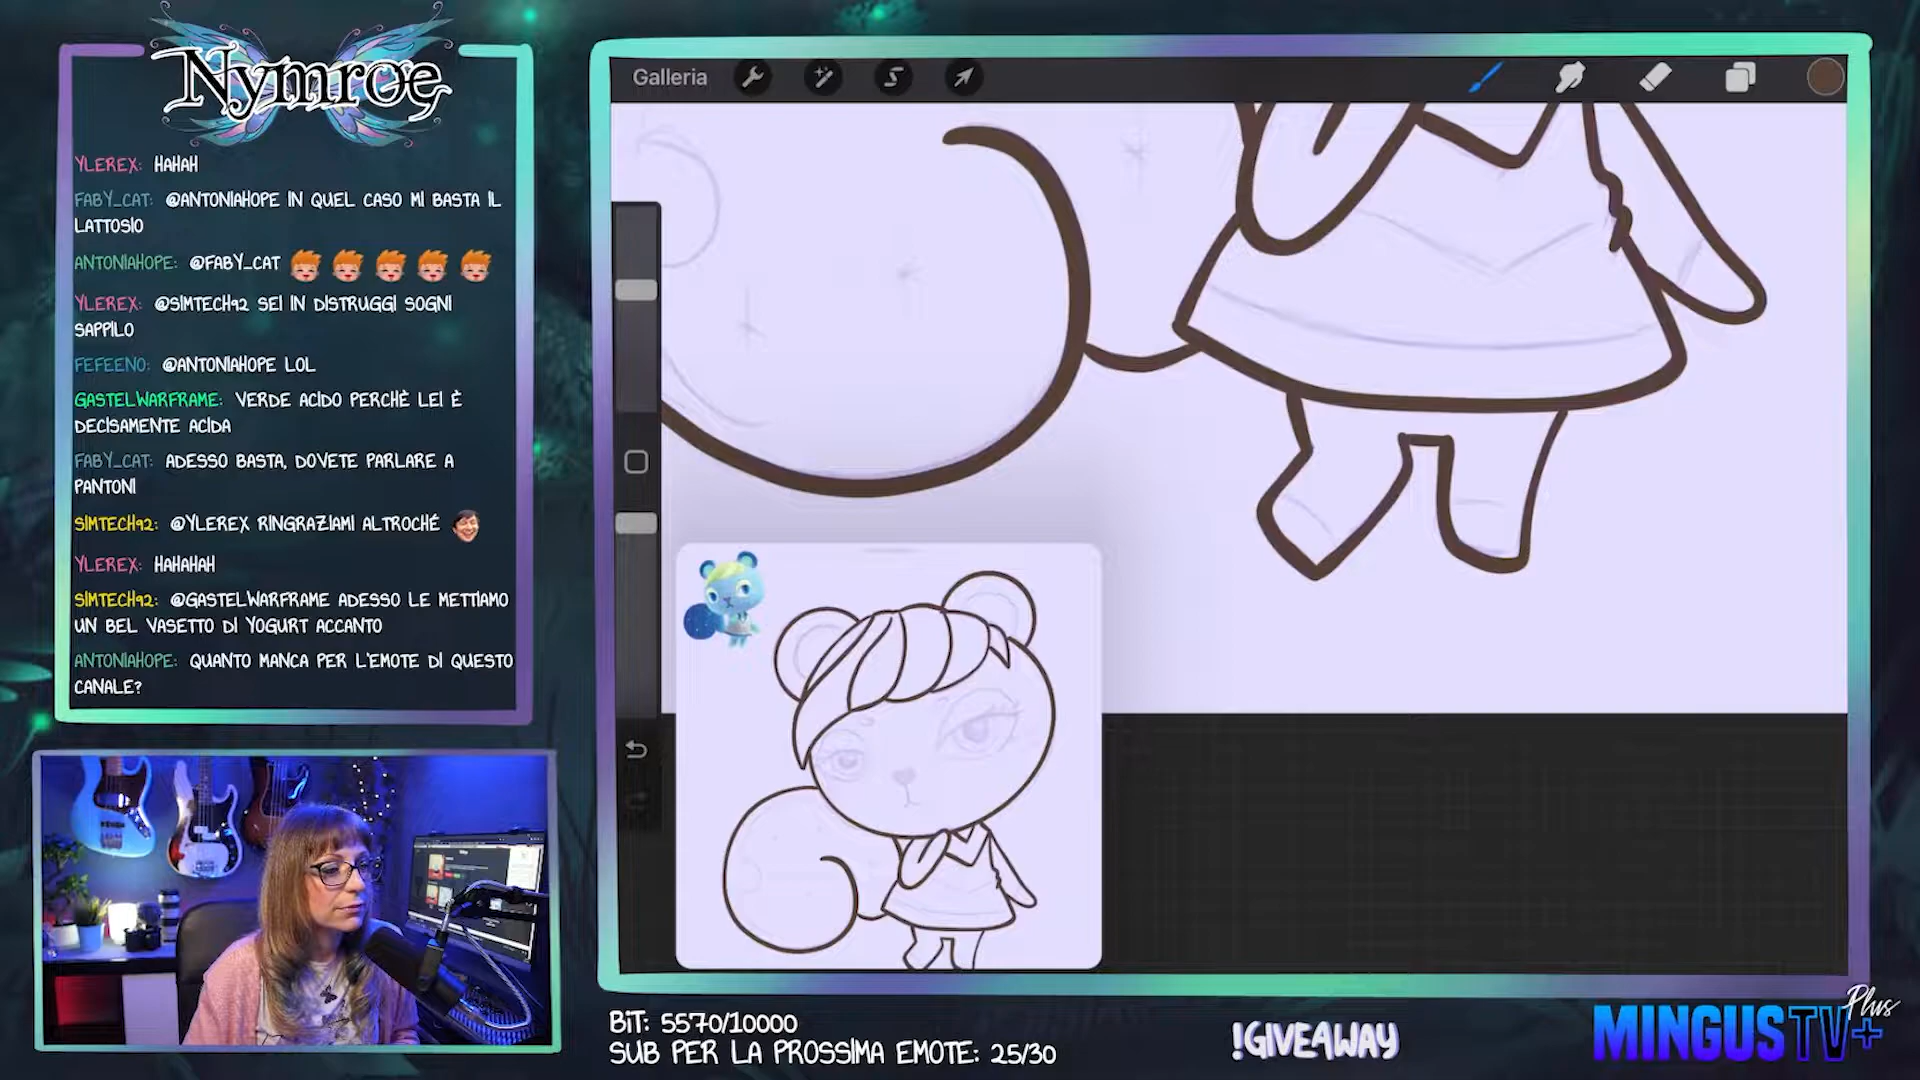 Nymroe
YLEREX: HAHAH
FABY_CAT: @ANTONIAHOPE IN QUEL CASO MI BASTA IL
LATTOSIO
ANTONIAHOPE: @FABY_CAT
YLEREX: @SIMTECH92 SEI IN DISTRUGGI SOGNI
SAPPILO
FEFEENO: @ANTONIAHOPE LOL
GASTELWARFRAME: VERDE ACIDO PERCHÈ LEI È
DECISAMENTE ACIDA
FABY_CAT: ADESSO BASTA, DOVETE PARLARE A
PANTONI
SIMTECH92: @YLEREX RINGRAZIAMI ALTROCHÉ
YLEREX: HAHAHAH
SIMTECH92: @GASTELWARFRAME ADESSO LE METTIAMO
UN BEL VASETTO DI YOGURT ACCANTO
ANTONIAHOPE: QUANTO MANCA PER L'EMOTE DI QUESTO
CANALE?
Galleria
BIT: 5570/10000
SUB PER LA PROSSIMA EMOTE: 25/30
!GIVEAWAY
MINGUSTV+ Plus